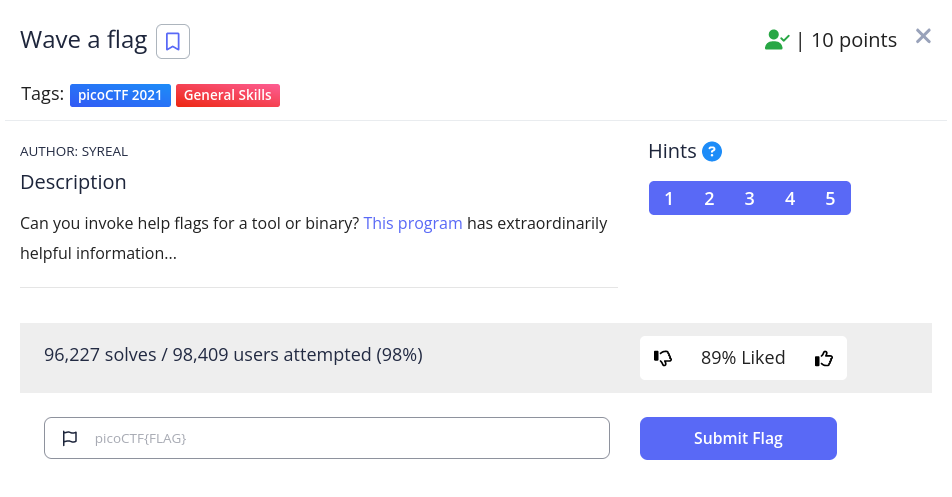 Wave a flag
| 10 points
Tags: picoCTF 2021 General Skills
AUTHOR: SYREAL
Description
Can you invoke help flags for a tool or binary? This program has extraordinarily
helpful information...
Hints ?
1 2 3 4 5
96,227 solves / 98,409 users attempted (98%)
89% Liked
picoCTF{FLAG}
Submit Flag